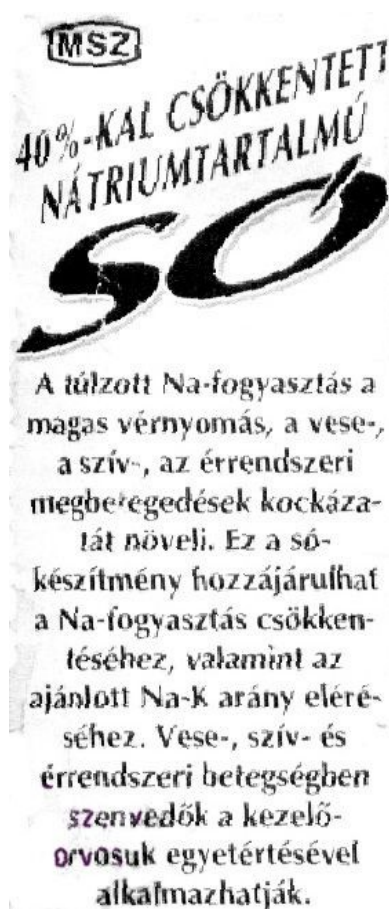 MSZ
40%-KAL CSÖKKENTETT
NÁTRIUMTARTALMÚ
SÓ
A túlzott Na-fogyasztás a
magas vérnyomás, a vese-,
a szív-, az érrendszeri
megbetegedések kockáza-
tát növeli. Ez a só-
készítmény hozzájárulhat
a Na-fogyasztás csökken-
téséhez, valamint az
ajánlott Na-K arány eléré-
séhez. Vese-, szív- és
érrendszeri betegségben
szenvedők a kezelő-
orvosuk egyetértésével
alkalmazhatják.